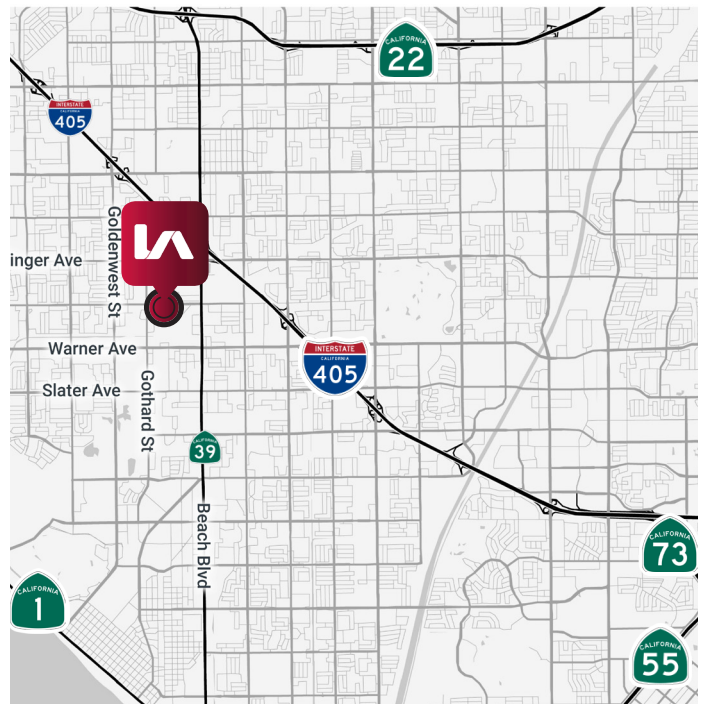 CALIFORNIA
22
INTERSTATE
CALIFORNIA
405
Goldenwest St
LA
inger Ave
Warner Ave
INTERSTATE
CALIFORNIA
405
Slater Ave
Gothard St
CALIFORNIA
39
Beach Blvd
CALIFORNIA
73
CALIFORNIA
1
CALIFORNIA
55